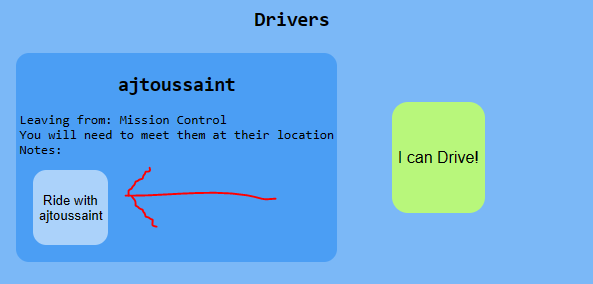 Drivers
ajtoussaint
Leaving from: Mission Control
You will need to meet them at their location
Notes:
Ride with
ajtoussaint
I can Drive!